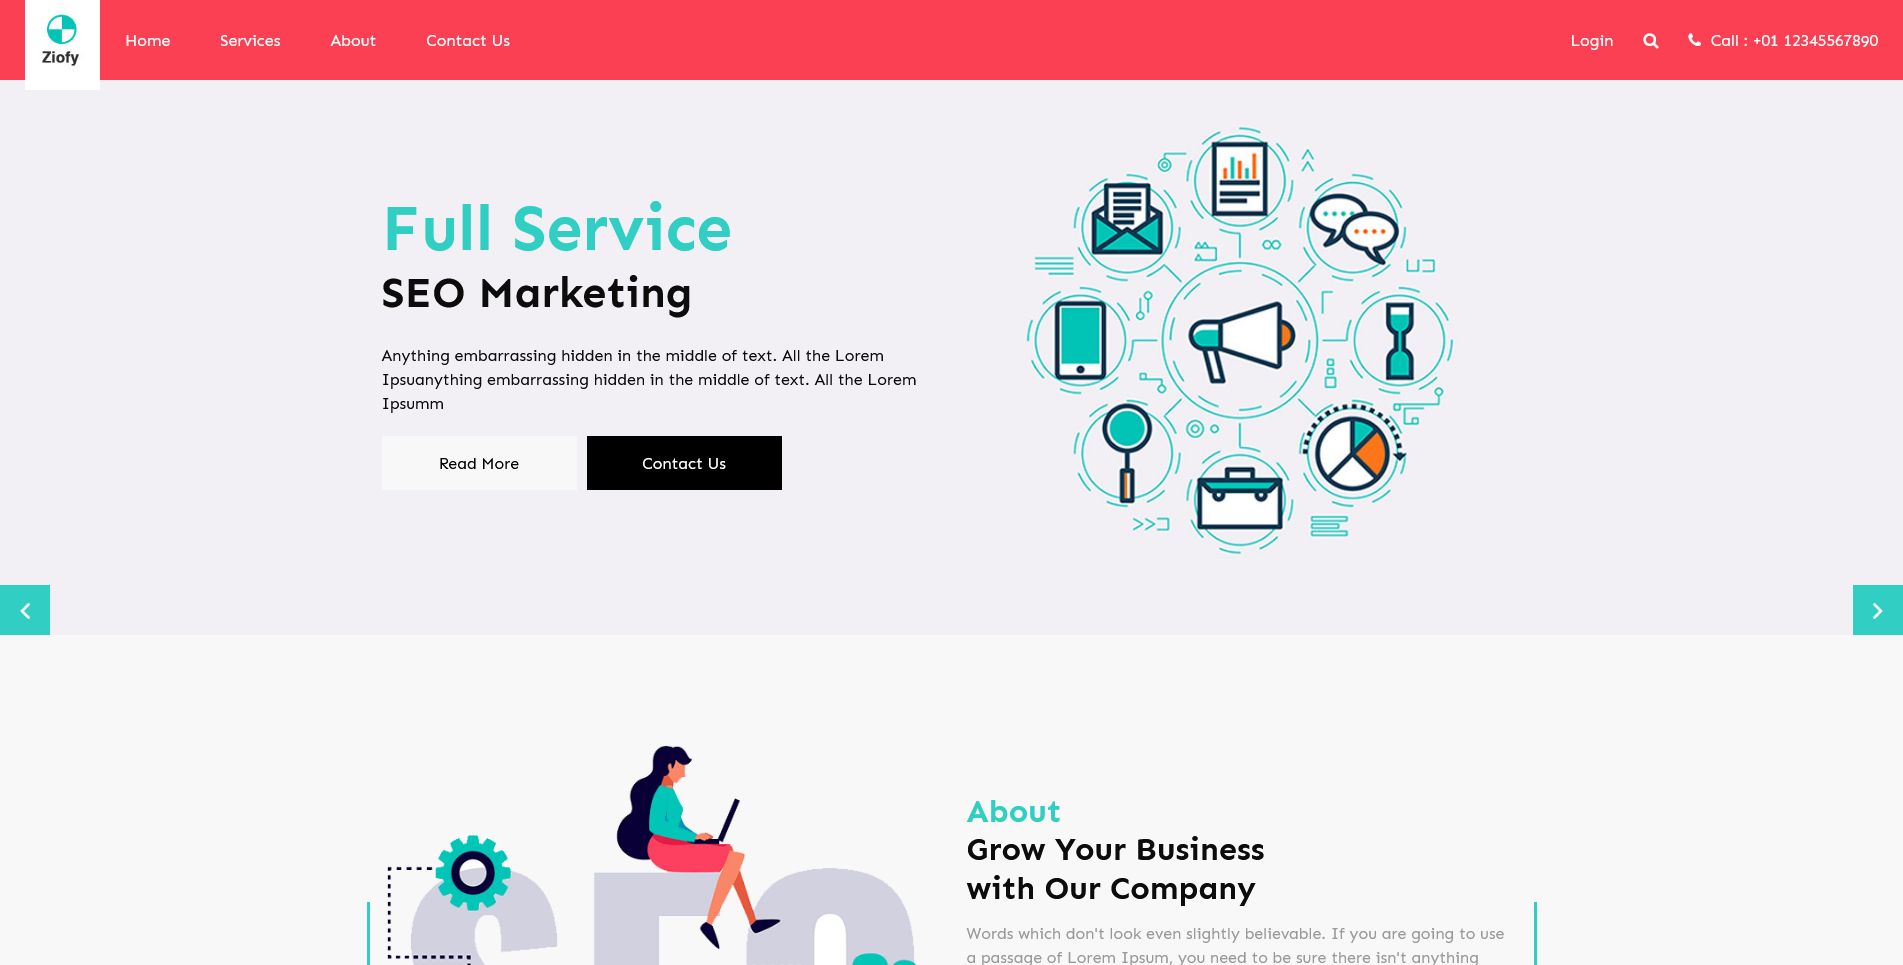 Ziofy
Home
Services
About
Contact Us
Login
Call : +01 12345567890
Full Service
SEO Marketing
Anything embarrassing hidden in the middle of text. All the Lorem
Ipsuanything embarrassing hidden in the middle of text. All the Lorem
Ipsumm
Read More
Contact Us
SEO
About
Grow Your Business
with Our Company
Words which don't look even slightly believable. If you are going to use
a passage of Lorem Ipsum, you need to be sure there isn't anything